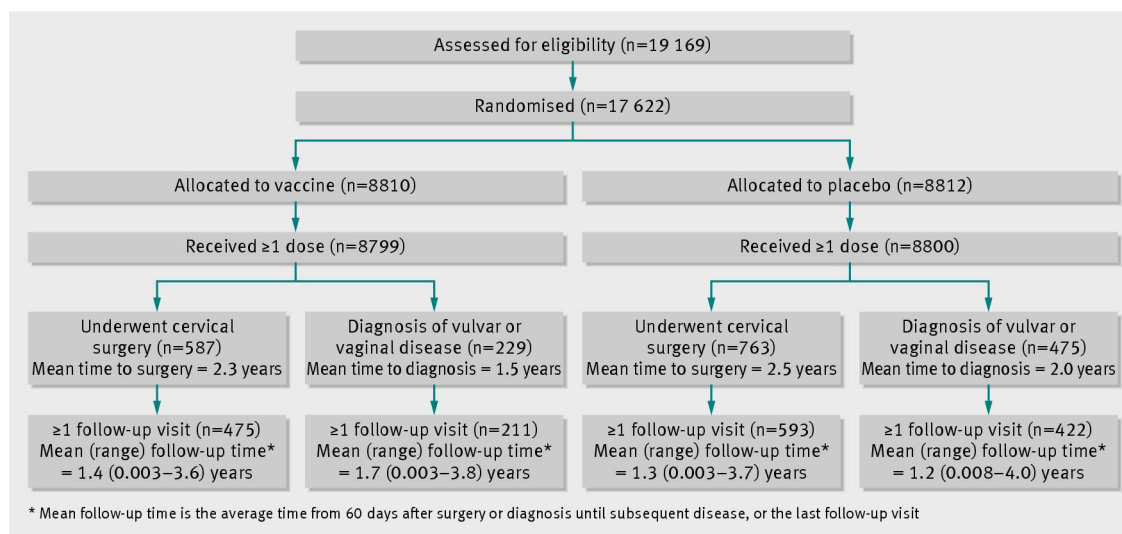 Assessed for eligibility (n=19 169)
Randomised (n=17 622)
Allocated to vaccine (n=8810)
Allocated to placebo (n=8812)
Received ≥1 dose (n=8799)
Received ≥1 dose (n=8800)
Underwent cervical
surgery (n=587)
Mean time to surgery = 2.3 years
Diagnosis of vulvar or
vaginal disease (n=229)
Mean time to diagnosis = 1.5 years
Underwent cervical
surgery (n=763)
Mean time to surgery = 2.5 years
Diagnosis of vulvar or
vaginal disease (n=475)
Mean time to diagnosis = 2.0 years
≥1 follow-up visit (n=475)
Mean (range) follow-up time*
= 1.4 (0.003–3.6) years
≥1 follow-up visit (n=211)
Mean (range) follow-up time*
= 1.7 (0.003–3.8) years
≥1 follow-up visit (n=593)
Mean (range) follow-up time*
= 1.3 (0.003–3.7) years
≥1 follow-up visit (n=422)
Mean (range) follow-up time*
= 1.2 (0.008–4.0) years
* Mean follow-up time is the average time from 60 days after surgery or diagnosis until subsequent disease, or the last follow-up visit